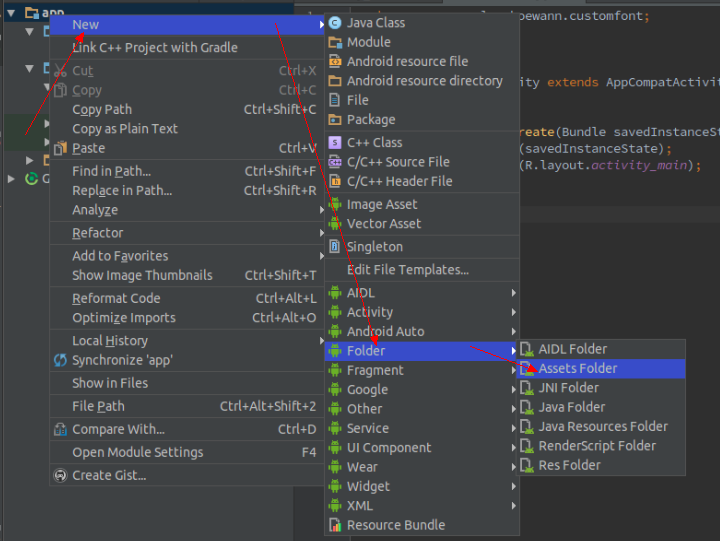 app
New
Link C++ Project with Gradle
Cut Ctrl+X
Copy Ctrl+C
Copy Path Ctrl+Shift+C
Copy as Plain Text
Paste Ctrl+V
Find in Path... Ctrl+Shift+F
Replace in Path... Ctrl+Shift+R
Analyze
Refactor
Add to Favorites
Show Image Thumbnails Ctrl+Shift+T
Reformat Code Ctrl+Alt+L
Optimize Imports Ctrl+Alt+O
Local History
Synchronize 'app'
Show in Files
File Path Ctrl+Alt+Shift+2
Compare With... Ctrl+D
Open Module Settings F4
Create Gist...
Java Class
Module
Android resource file
Android resource directory
File
Package
C++ Class
C/C++ Source File
C/C++ Header File
Image Asset
Vector Asset
Singleton
Edit File Templates...
AIDL
Activity
Android Auto
Folder
Fragment
Google
Other
Service
UI Component
Wear
Widget
XML
Resource Bundle
AIDL Folder
Assets Folder
JNI Folder
Java Folder
Java Resources Folder
RenderScript Folder
Res Folder
oewann.customfont;
ity extends AppCompatActivi
create(Bundle savedInstanceSt
(savedInstanceState);
(R.layout.activity_main);